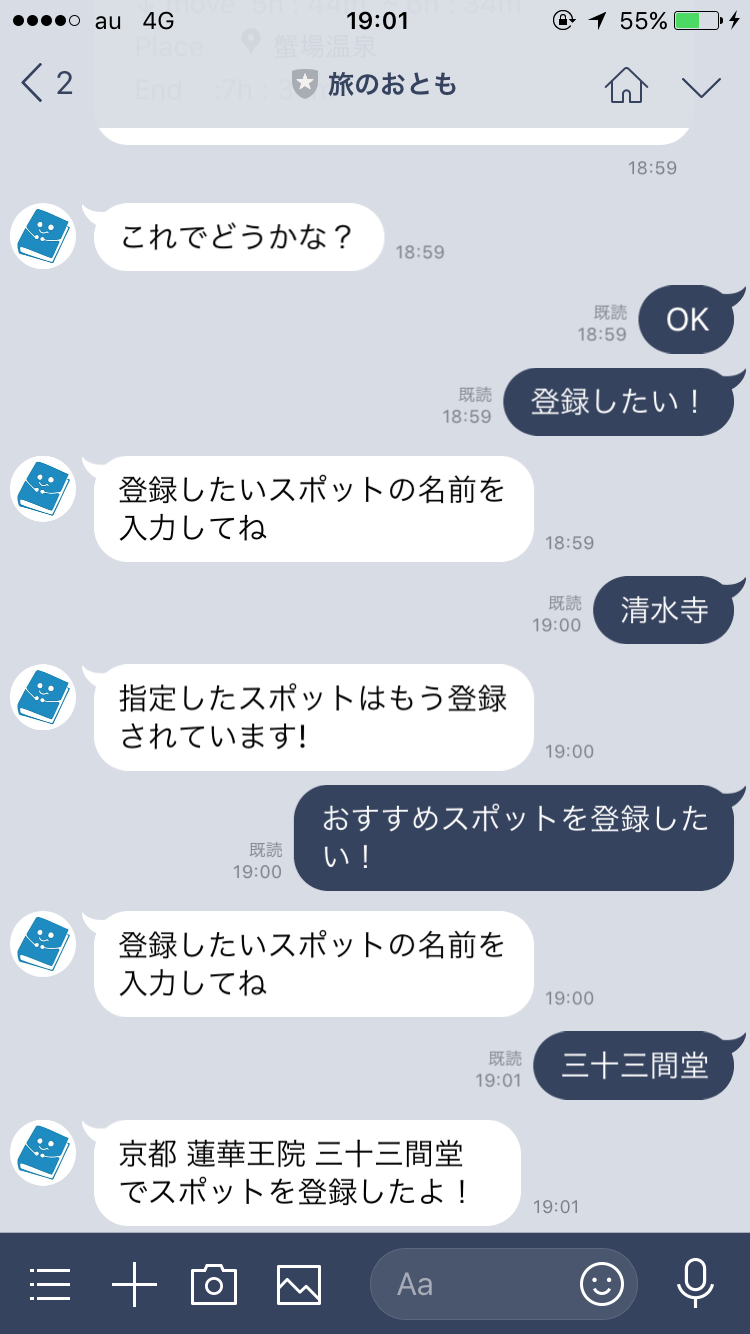 au 4G 19:01 55%
move 5h : 44m ~ 6h : 34m
Place 蟹場温泉
2 旅のおとも
End :7h : 3
18:59
これでどうかな？
18:59
既読
18:59
OK
既読
18:59
登録したい！
登録したいスポットの名前を
入力してね
18:59
既読
19:00
清水寺
指定したスポットはもう登録
されています!
19:00
おすすめスポットを登録した
い！
既読
19:00
登録したいスポットの名前を
入力してね
19:00
既読
19:01
三十三間堂
京都 蓮華王院 三十三間堂
でスポットを登録したよ！
19:01
Aa